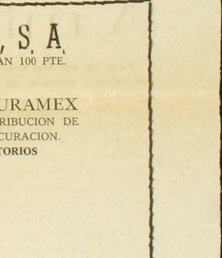 , S. A.
AN 100 PTE.
URAMEX
RIBUCION DE
CURACION.
TORIOS